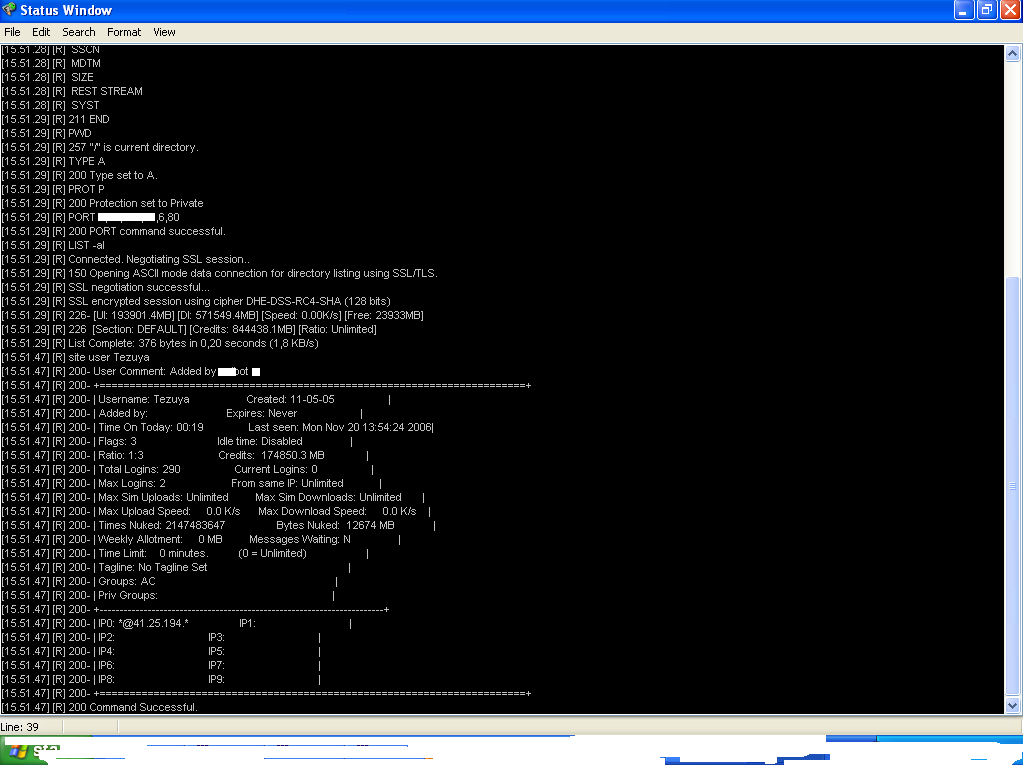 Status Window
File Edit Search Format View
[15.51.28] [R] SSCN
[15.51.28] [R] MDTM
[15.51.28] [R] SIZE
[15.51.28] [R] REST STREAM
[15.51.28] [R] SYST
[15.51.29] [R] 211 END
[15.51.29] [R] PWD
[15.51.29] [R] 257 "/" is current directory.
[15.51.29] [R] TYPE A
[15.51.29] [R] 200 Type set to A.
[15.51.29] [R] PROT P
[15.51.29] [R] 200 Protection set to Private
[15.51.29] [R] PORT ,6,80
[15.51.29] [R] 200 PORT command successful.
[15.51.29] [R] LIST -al
[15.51.29] [R] Connected. Negotiating SSL session..
[15.51.29] [R] 150 Opening ASCII mode data connection for directory listing using SSL/TLS.
[15.51.29] [R] SSL negotiation successful...
[15.51.29] [R] SSL encrypted session using cipher DHE-DSS-RC4-SHA (128 bits)
[15.51.29] [R] 226- [Ul: 193901.4MB] [Dl: 571549.4MB] [Speed: 0.00K/s] [Free: 23933MB]
[15.51.29] [R] 226 [Section: DEFAULT] [Credits: 844438.1MB] [Ratio: Unlimited]
[15.51.29] [R] List Complete: 376 bytes in 0,20 seconds (1,8 KB/s)
[15.51.47] [R] site user Tezuya
[15.51.47] [R] 200- User Comment: Added by bot
[15.51.47] [R] 200- +=======================================================================+
[15.51.47] [R] 200- | Username: Tezuya Created: 11-05-05 |
[15.51.47] [R] 200- | Added by: Expires: Never |
[15.51.47] [R] 200- | Time On Today: 00:19 Last seen: Mon Nov 20 13:54:24 2006|
[15.51.47] [R] 200- | Flags: 3 Idle time: Disabled |
[15.51.47] [R] 200- | Ratio: 1:3 Credits: 174850.3 MB |
[15.51.47] [R] 200- | Total Logins: 290 Current Logins: 0 |
[15.51.47] [R] 200- | Max Logins: 2 From same IP: Unlimited |
[15.51.47] [R] 200- | Max Sim Uploads: Unlimited Max Sim Downloads: Unlimited |
[15.51.47] [R] 200- | Max Upload Speed: 0.0 K/s Max Download Speed: 0.0 K/s |
[15.51.47] [R] 200- | Times Nuked: 2147483647 Bytes Nuked: 12674 MB |
[15.51.47] [R] 200- | Weekly Allotment: 0 MB Messages Waiting: N |
[15.51.47] [R] 200- | Time Limit: 0 minutes. (0 = Unlimited) |
[15.51.47] [R] 200- | Tagline: No Tagline Set |
[15.51.47] [R] 200- | Groups: AC |
[15.51.47] [R] 200- | Priv Groups: |
[15.51.47] [R] 200- +-----------------------------------------------------------------------+
[15.51.47] [R] 200- | IP0: *@41.25.194.* IP1: |
[15.51.47] [R] 200- | IP2: IP3: |
[15.51.47] [R] 200- | IP4: IP5: |
[15.51.47] [R] 200- | IP6: IP7: |
[15.51.47] [R] 200- | IP8: IP9: |
[15.51.47] [R] 200- +=======================================================================+
[15.51.47] [R] 200 Command Successful.
Line: 39